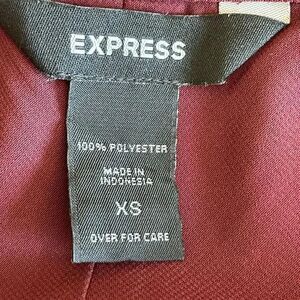 EXPRESS
100% POLYESTER
MADE IN
INDONESIA
XS
OVER FOR CARE